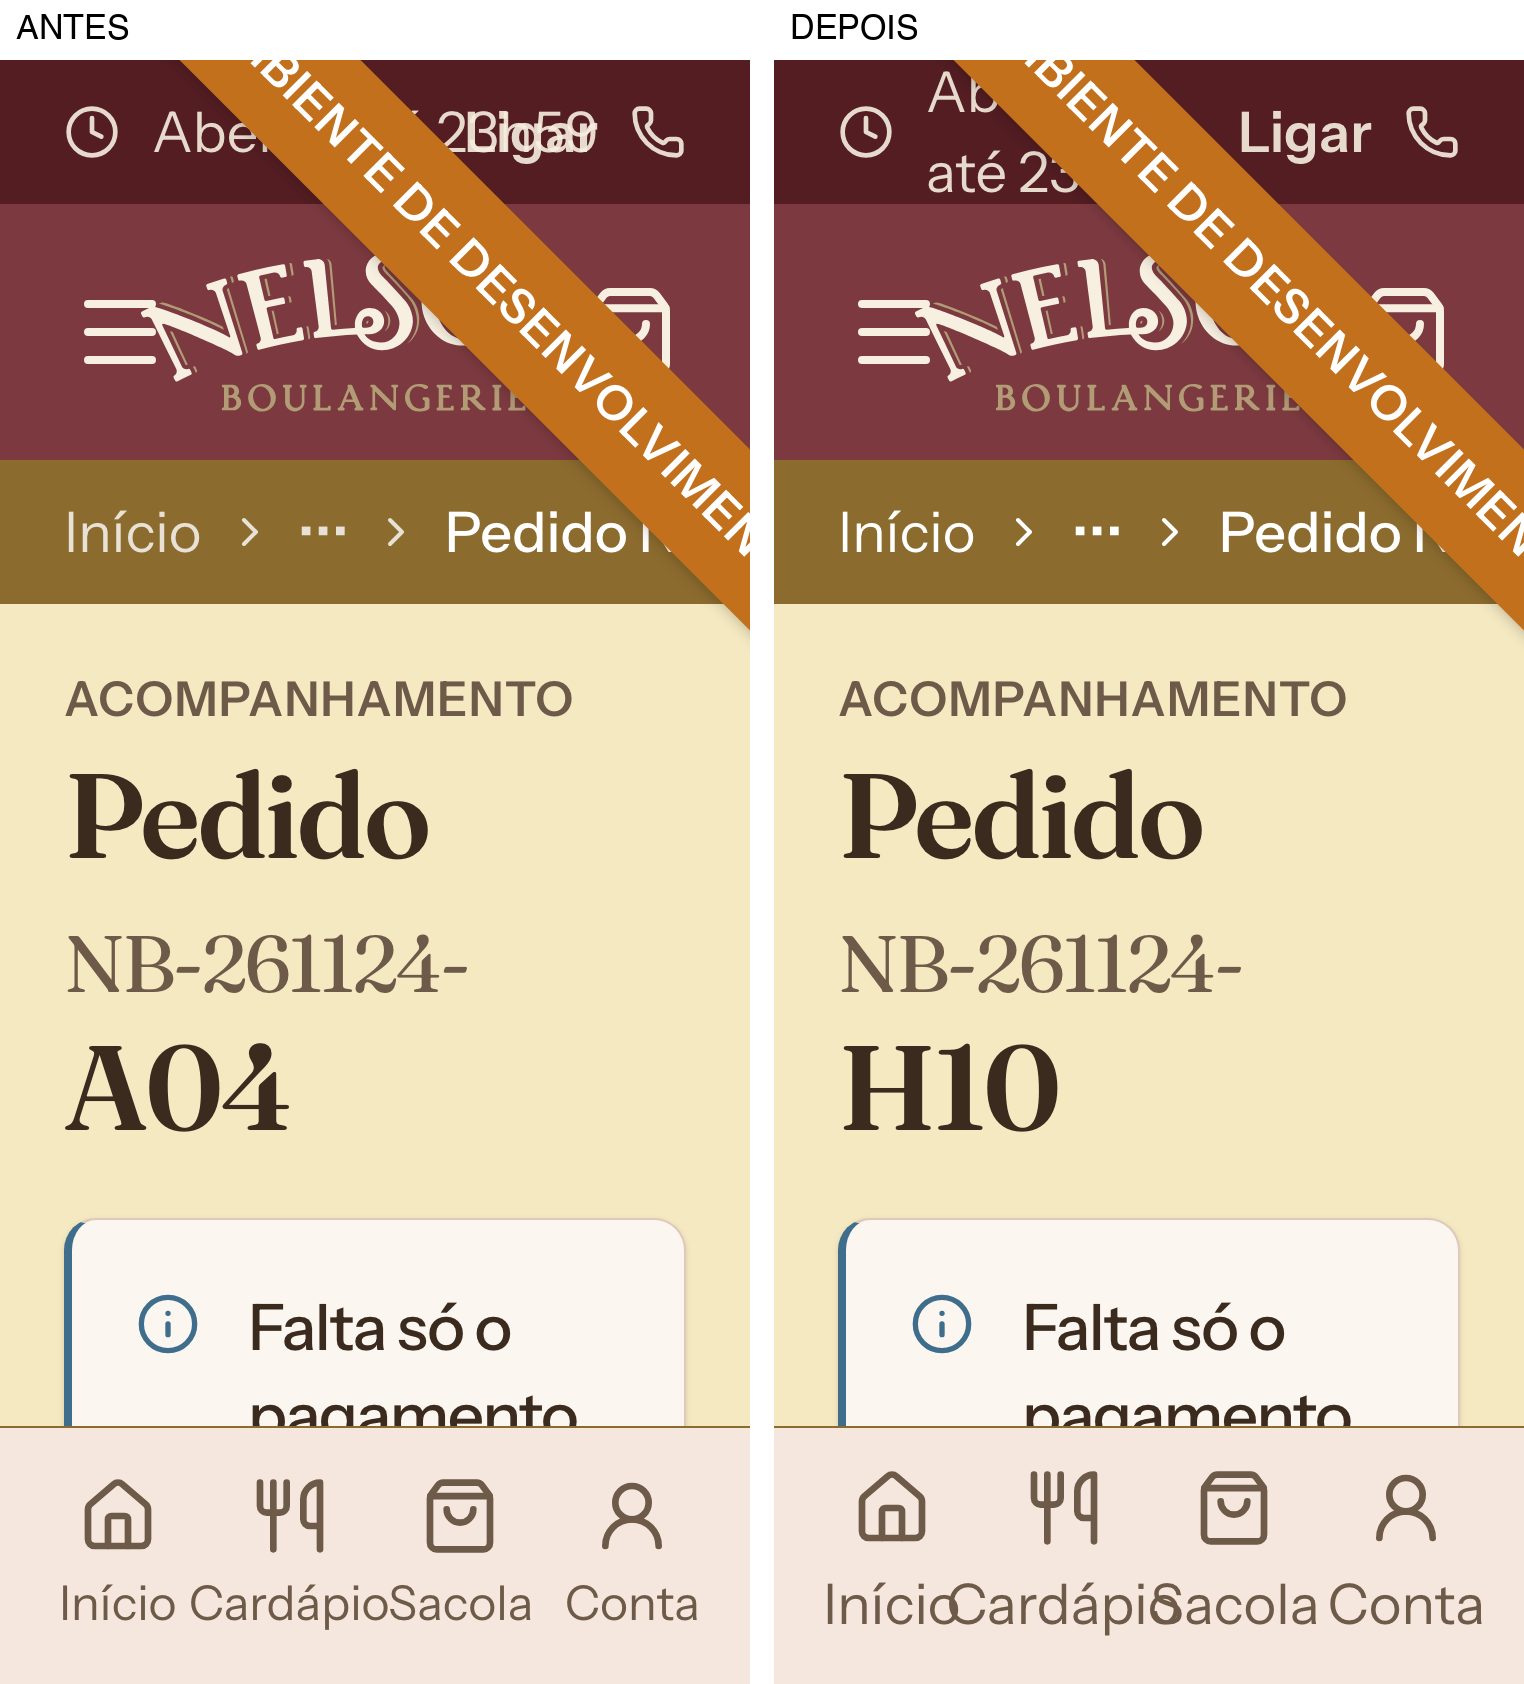 ANTES
Abe 23h59 Ligar
BIENTE DE DESENVOLVIMEN
NELS
BOULANGERIE
Início > ... > Pedido
ACOMPANHAMENTO
Pedido
NB-261124-
A04
Falta só o
pagamento
Início Cardápio Sacola Conta
DEPOIS
Ab
até 23
Ligar
BIENTE DE DESENVOLVIMEN
NELS
BOULANGERIE
Início > ... > Pedido
ACOMPANHAMENTO
Pedido
NB-261124-
H10
Falta só o
pagamento
Início Cardápio Sacola Conta